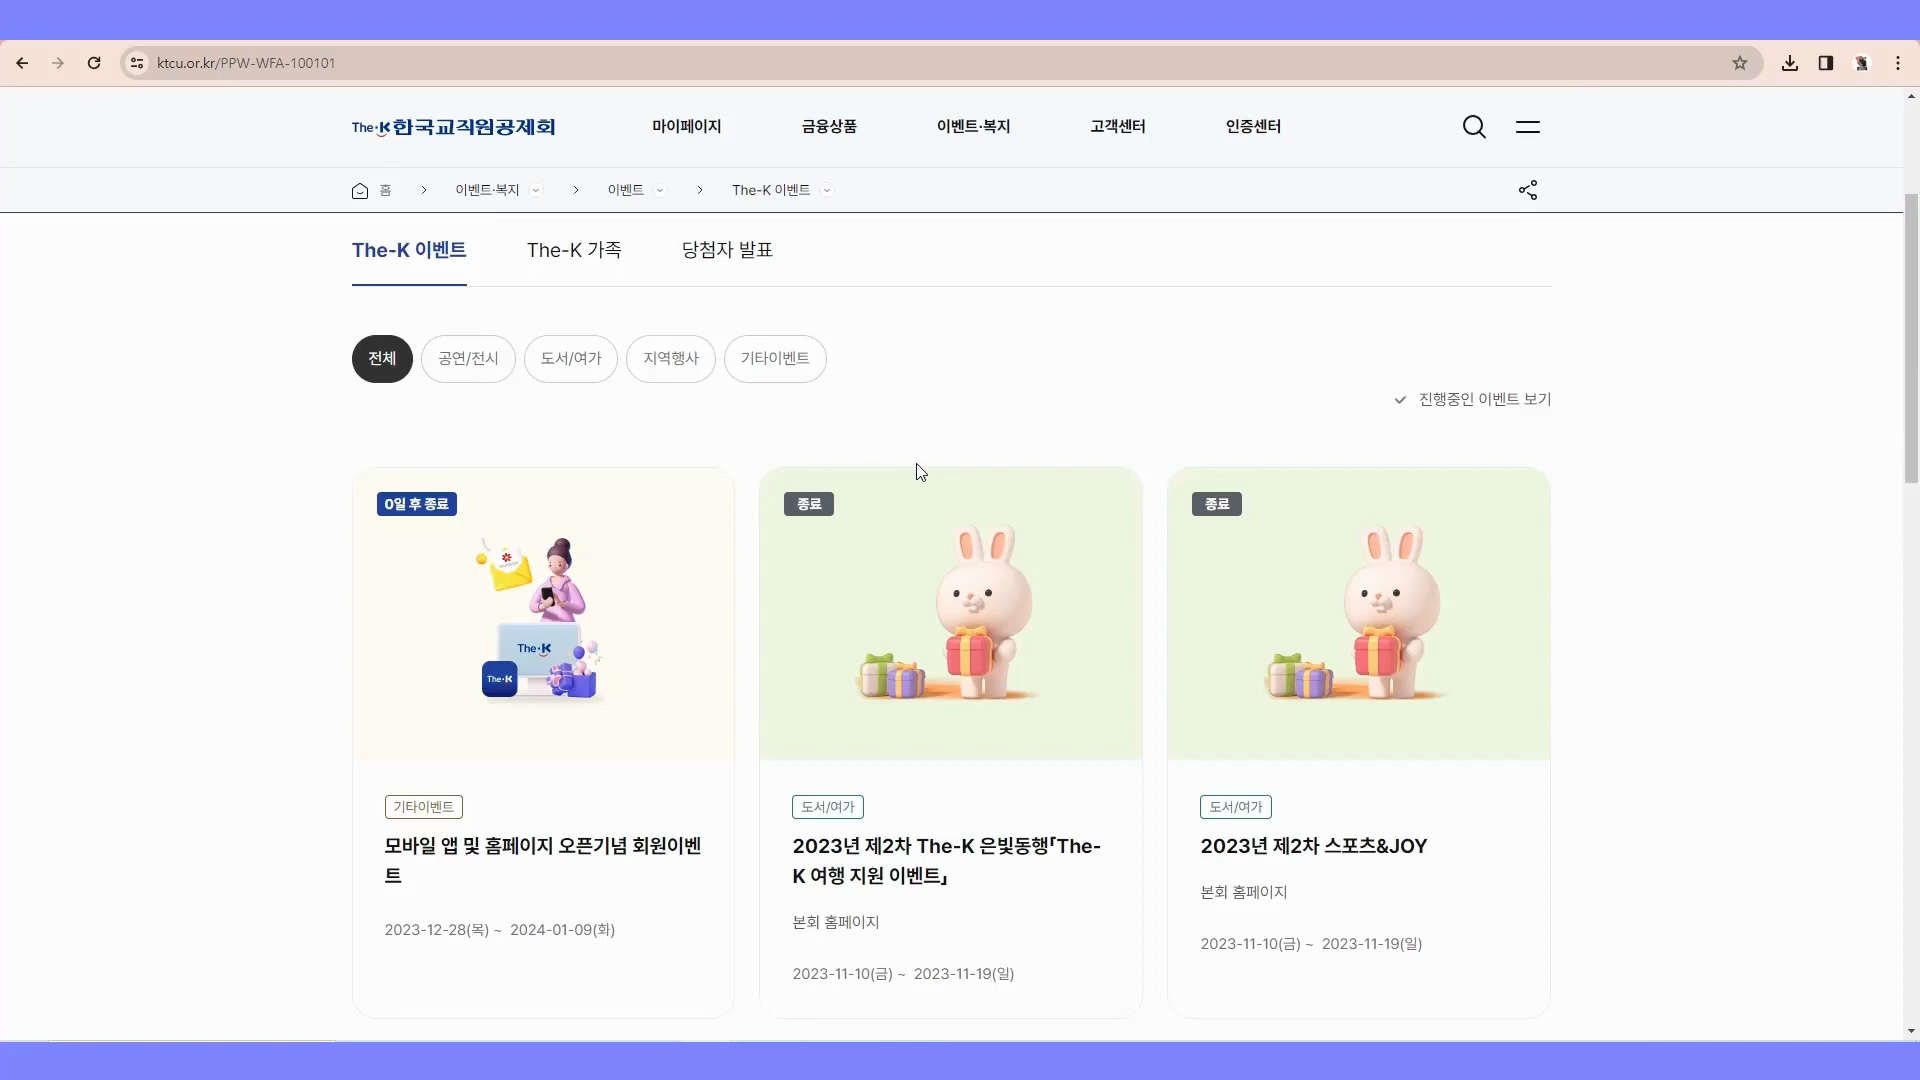 ktcu.or.kr/PPW-WFA-100101
The·K한국교직원공제회
마이페이지
금융상품
이벤트·복지
고객센터
인증센터
홈
이벤트·복지
이벤트
The-K 이벤트
The-K 이벤트
The-K 가족
당첨자 발표
전체
공연/전시
도서/여가
지역행사
기타이벤트
진행중인 이벤트 보기
0일 후 종료
The·K
The·K
기타이벤트
모바일 앱 및 홈페이지 오픈기념 회원이벤
트
2023-12-28(목) ~ 2024-01-09(화)
종료
도서/여가
2023년 제2차 The-K 은빛동행「The-
K 여행 지원 이벤트」
본회 홈페이지
2023-11-10(금) ~ 2023-11-19(일)
종료
도서/여가
2023년 제2차 스포츠&JOY
본회 홈페이지
2023-11-10(금) ~ 2023-11-19(일)